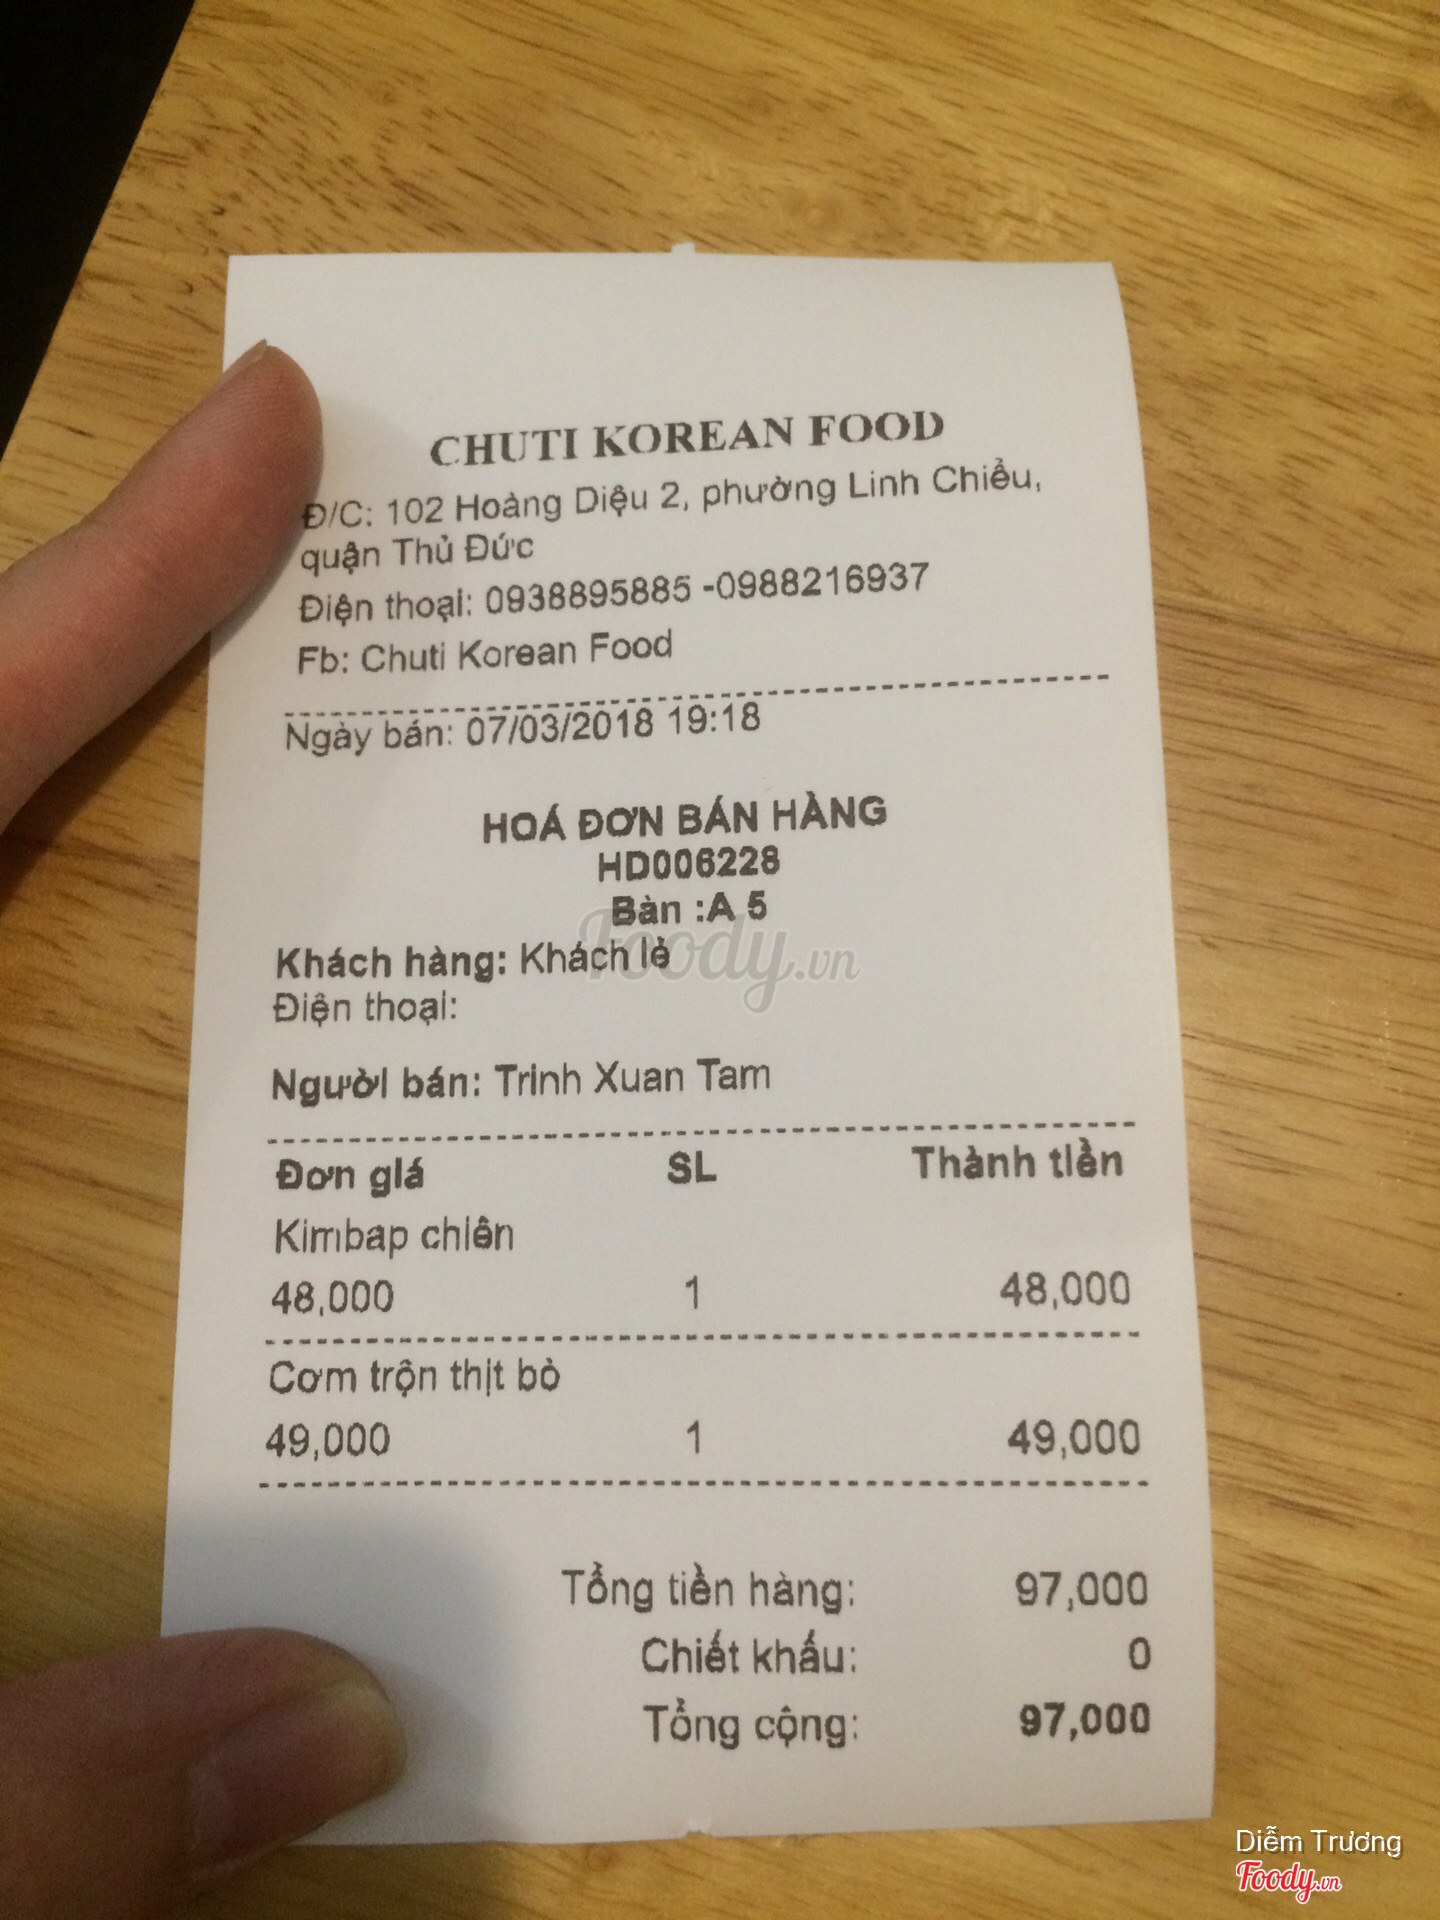 CHUTI KOREAN FOOD
Đ/C: 102 Hoàng Diệu 2, phường Linh Chiểu,
quận Thủ Đức
Điện thoại: 0938895885 -0988216937
Fb: Chuti Korean Food
Ngày bán: 07/03/2018 19:18
HOÁ ĐƠN BÁN HÀNG
HD006228
Bàn :A 5
Foody.vn
Khách hàng: Khách lẻ
Điện thoại:
Người bán: Trinh Xuan Tam
Đơn giá SL Thành tiền
Kimbap chiên
48,000 1 48,000
Cơm trộn thịt bò
49,000 1 49,000
Tổng tiền hàng: 97,000
Chiết khấu: 0
Tổng cộng: 97,000
Diễm Trương
Foody.vn